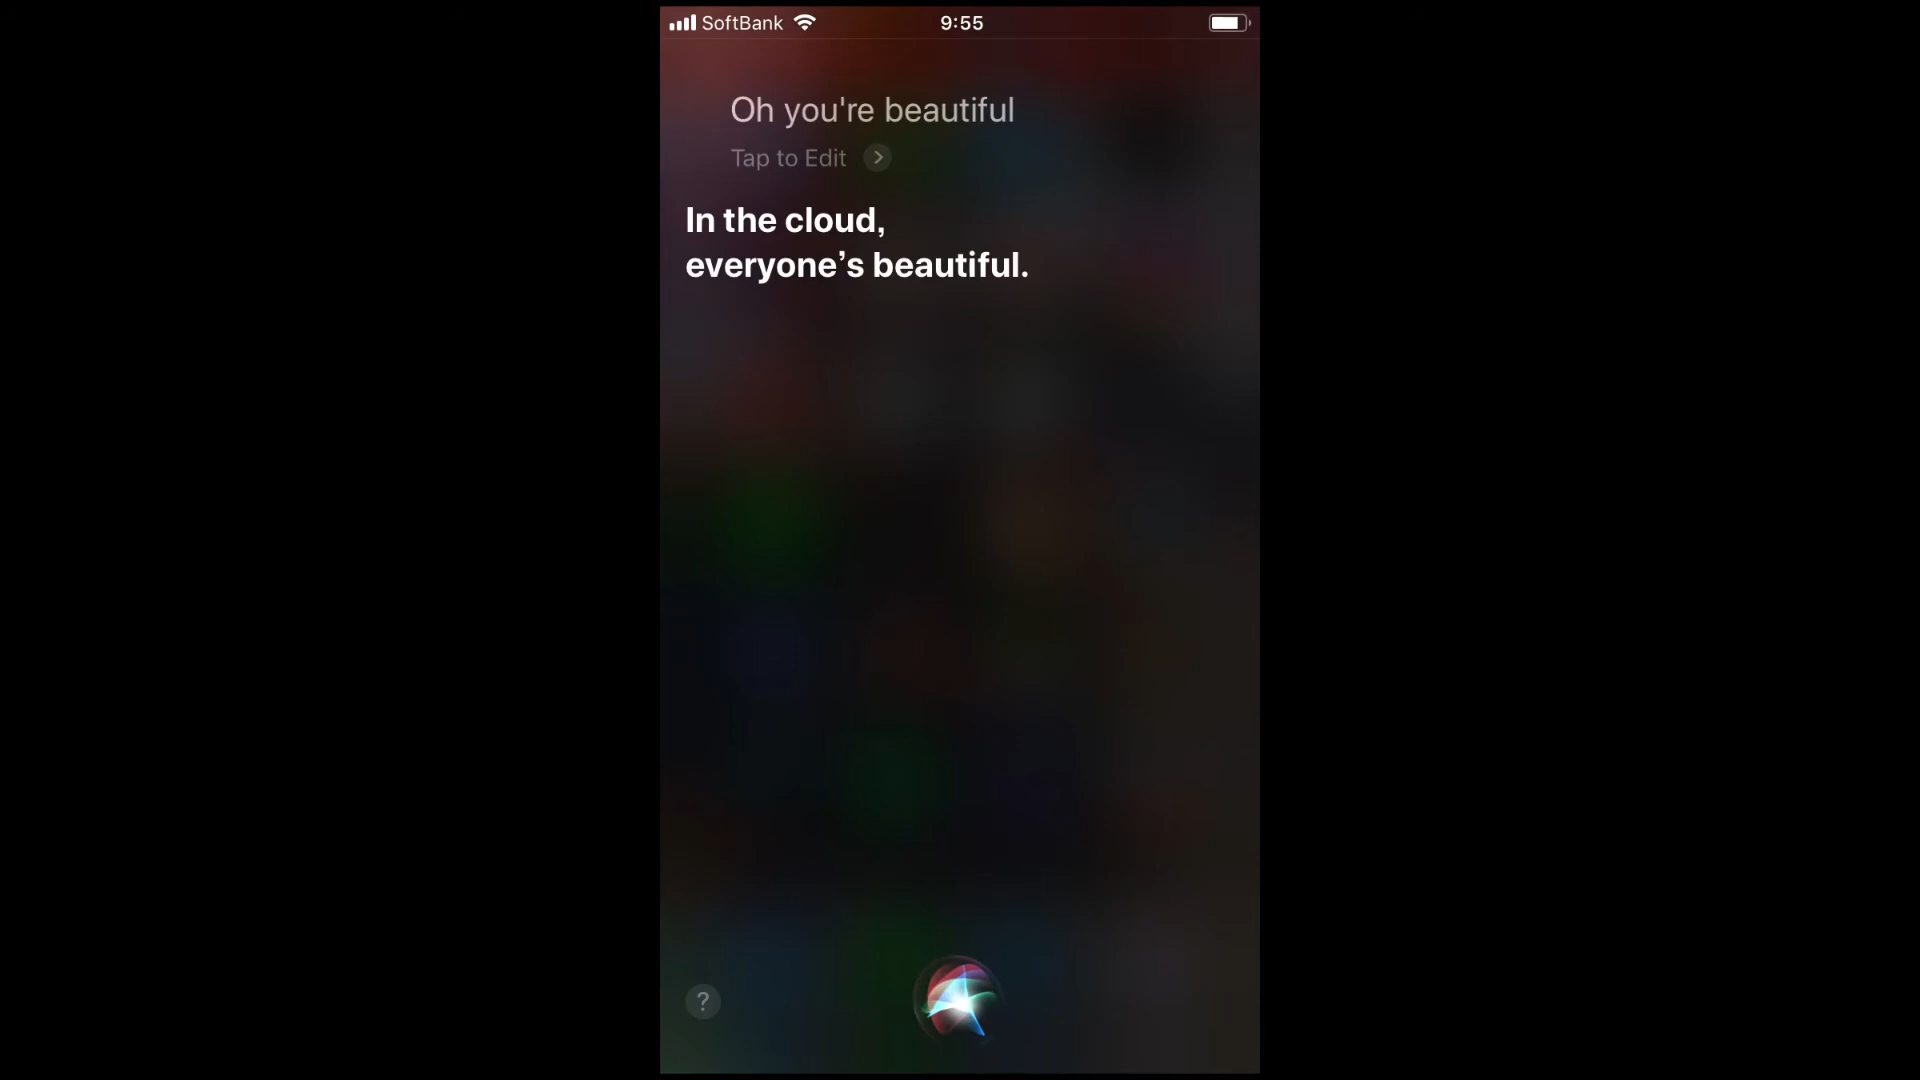 SoftBank 9:55
Oh you're beautiful
Tap to Edit >
In the cloud,
everyone’s beautiful.
?